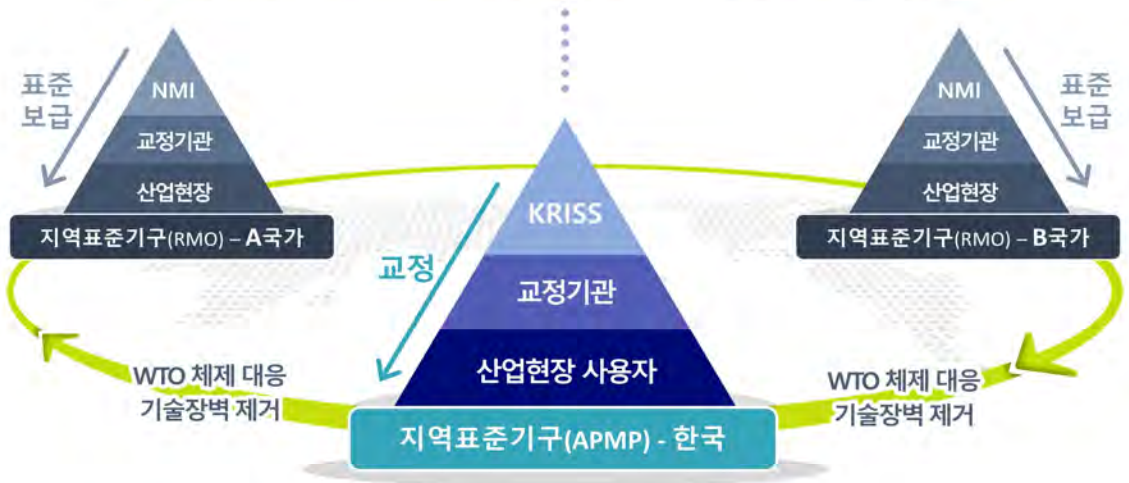 표준
보급
NMI
교정기관
산업현장
지역표준기구(RMO) – A국가
NMI
교정기관
산업현장
지역표준기구(RMO) – B국가
표준
보급
교정
KRISS
교정기관
산업현장 사용자
지역표준기구(APMP) - 한국
WTO 체제 대응
기술장벽 제거
WTO 체제 대응
기술장벽 제거